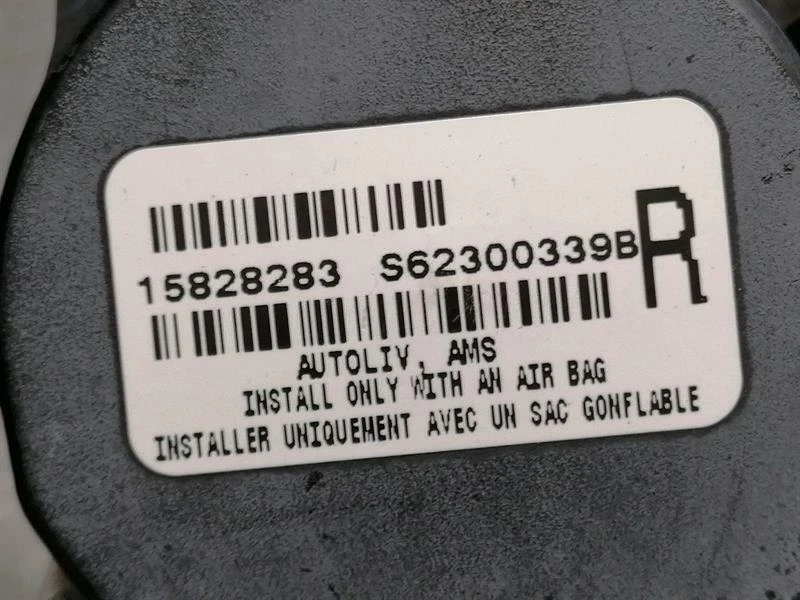 15828283 S62300339B
R
AUTOLIV, AMS
INSTALL ONLY WITH AN AIR BAG
INSTALLER UNIQUEMENT AVEC UN SAC GONFLABLE